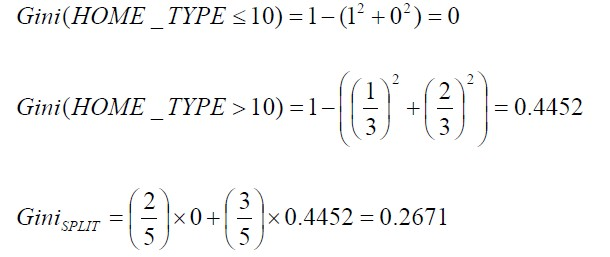 Gini(HOME_TYPE ≤ 10) = 1 − (1² + 0²) = 0
Gini(HOME_TYPE > 10) = 1 − ((1/3)² + (2/3)²) = 0.4452
Gini_SPLIT = (2/5) × 0 + (3/5) × 0.4452 = 0.2671